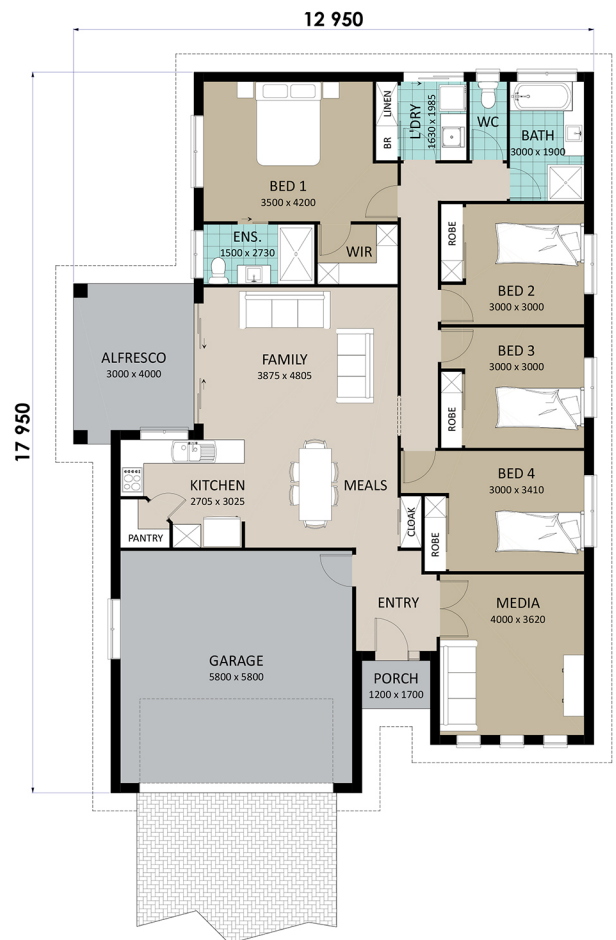 12 950
17 950
BED 1
3500 x 4200
LINEN
BR
L'DRY
1630 x 1985
WC
BATH
3000 x 1900
ENS.
1500 x 2730
WIR
ROBE
BED 2
3000 x 3000
ALFRESCO
3000 x 4000
FAMILY
3875 x 4805
BED 3
3000 x 3000
ROBE
KITCHEN
2705 x 3025
MEALS
BED 4
3000 x 3410
PANTRY
CLOAK
ROBE
ENTRY
MEDIA
4000 x 3620
GARAGE
5800 x 5800
PORCH
1200 x 1700